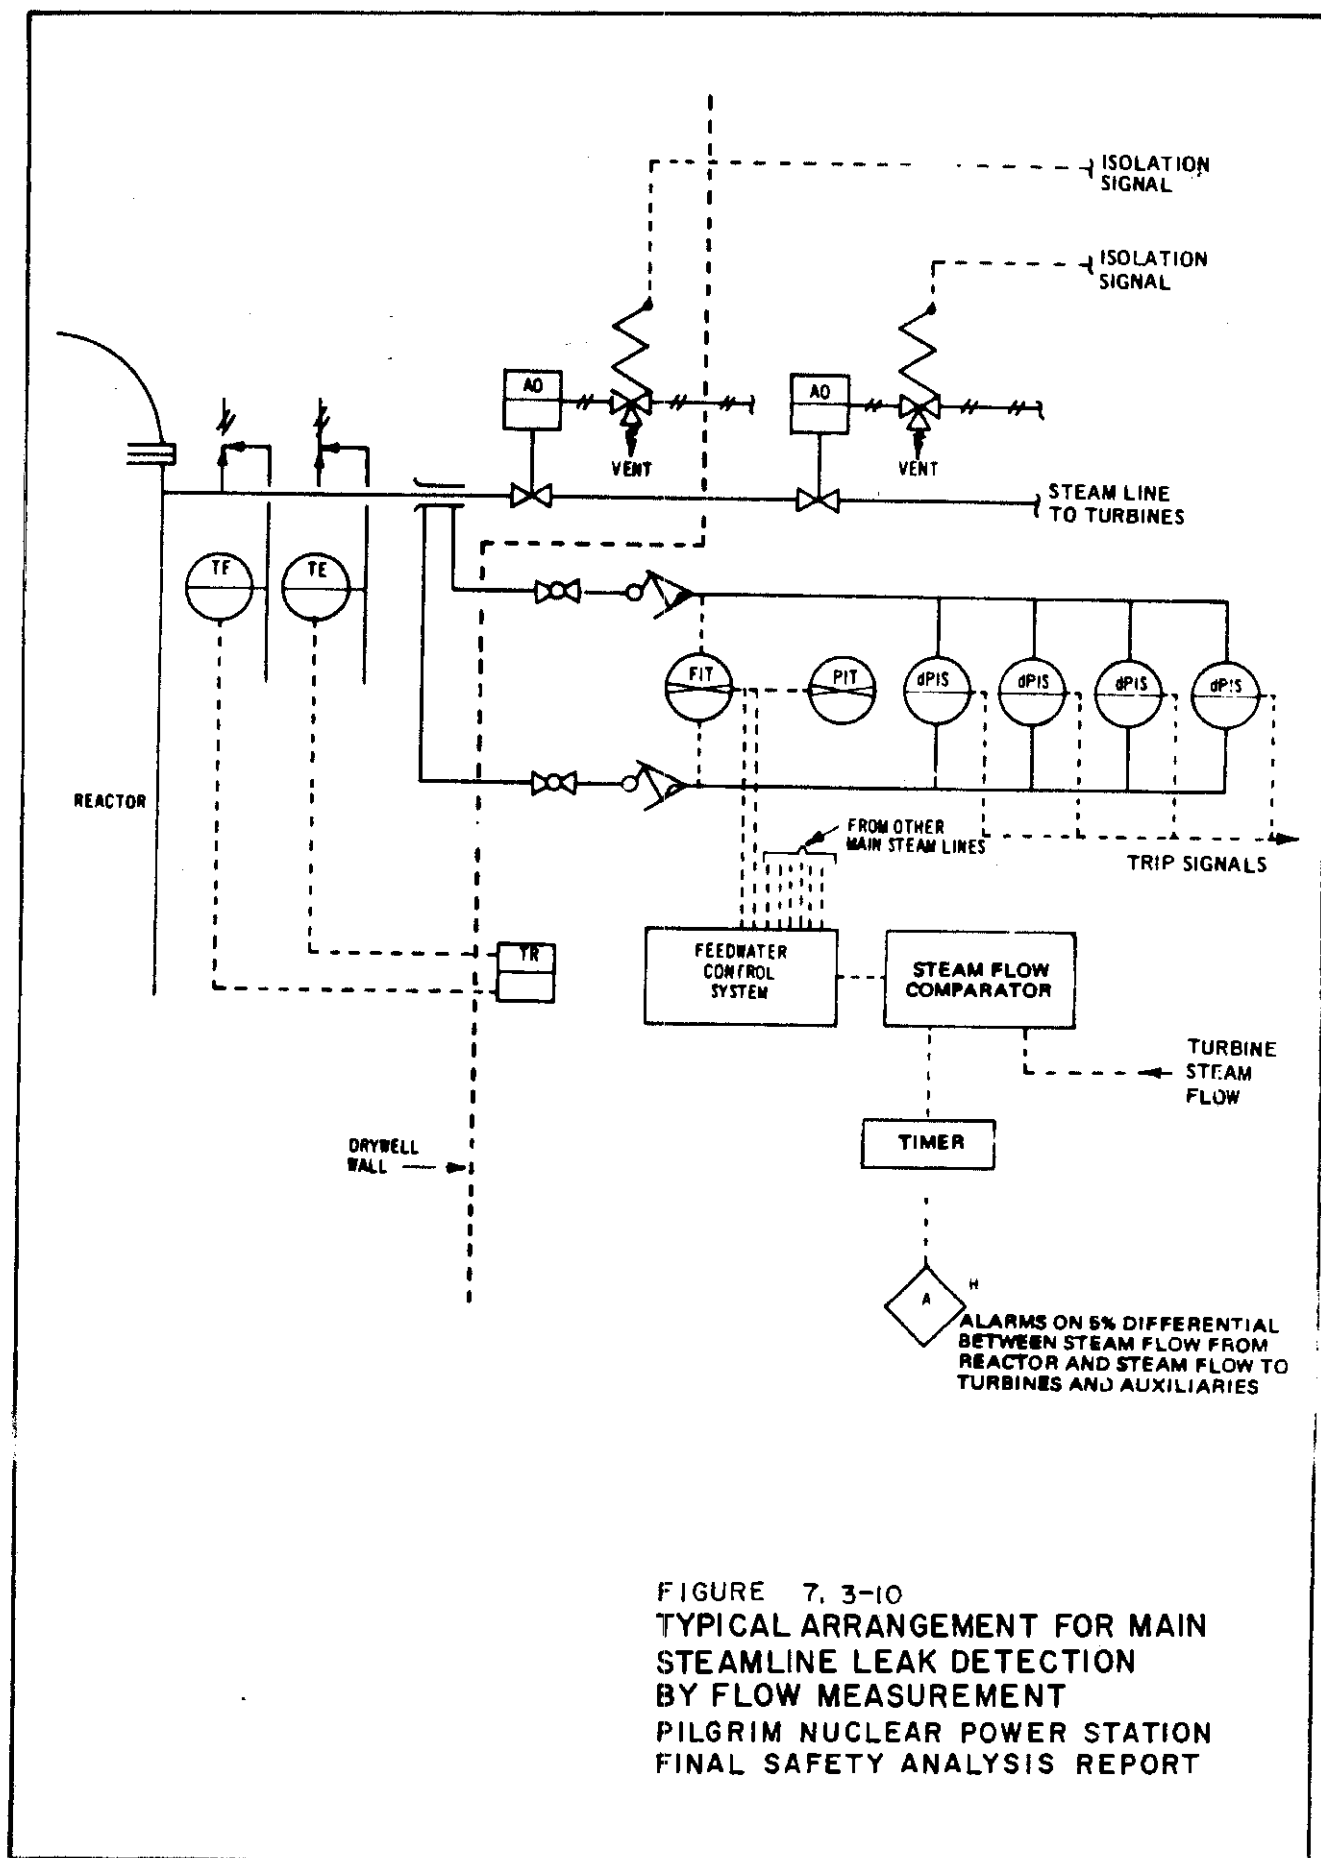 ISOLATION
SIGNAL
ISOLATION
SIGNAL
AO
AO
VENT
VENT
STEAM LINE
TO TURBINES
TE
TE
FIT
PIT
dPIS
dPIS
dPIS
dPIS
REACTOR
FROM OTHER
MAIN STEAM LINES
TRIP SIGNALS
TR
FEEDWATER
CONTROL
SYSTEM
STEAM FLOW
COMPARATOR
TURBINE
STEAM
FLOW
TIMER
DRYWELL
WALL
H
A
ALARMS ON 5% DIFFERENTIAL
BETWEEN STEAM FLOW FROM
REACTOR AND STEAM FLOW TO
TURBINES AND AUXILIARIES
FIGURE 7.3-10
TYPICAL ARRANGEMENT FOR MAIN
STEAMLINE LEAK DETECTION
BY FLOW MEASUREMENT
PILGRIM NUCLEAR POWER STATION
FINAL SAFETY ANALYSIS REPORT